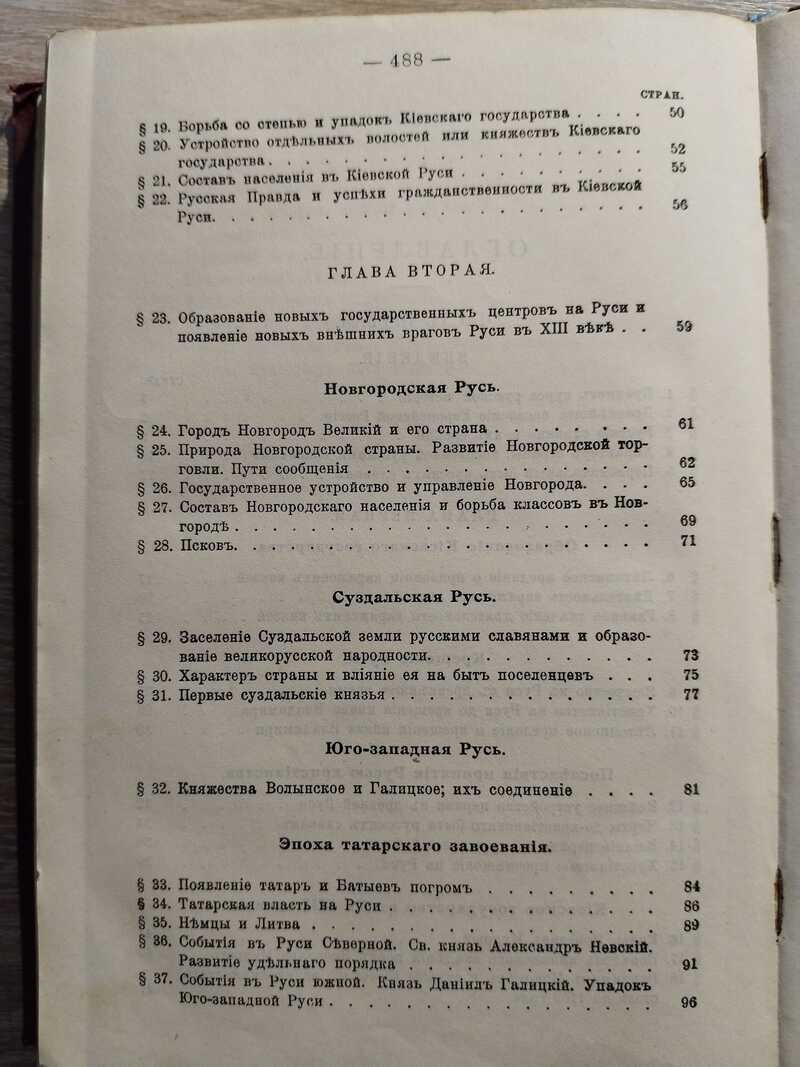 — 488 —
СТРАН.
§ 19. Борьба со степью и упадокъ Кіевскаго государства . . . . 50
§ 20. Устройство отдѣльныхъ волостей или княжествъ Кіевскаго
государства. . . . . . . . . . . . . . . . . . . . 52
§ 21. Составъ населенія въ Кіевской Руси . . . . . . . . . . 55
§ 22. Русская Правда и успѣхи гражданственности въ Кіевской
Руси. . . . . . . . . . . . . . . . . . . . . . . 56
ГЛАВА ВТОРАЯ.
§ 23. Образованіе новыхъ государственныхъ центровъ на Руси и
появленіе новыхъ внѣшнихъ враговъ Руси въ XIII вѣкѣ . . 59
Новгородская Русь.
§ 24. Городъ Новгородъ Великій и его страна . . . . . . . . 61
§ 25. Природа Новгородской страны. Развитіе Новгородской тор-
говли. Пути сообщенія . . . . . . . . . . . . . . 62
§ 26. Государственное устройство и управленіе Новгорода. . . . 65
§ 27. Составъ Новгородскаго населенія и борьба классовъ въ Нов-
городѣ . . . . . . . . . . . . . . . . . . . . . . 69
§ 28. Псковъ. . . . . . . . . . . . . . . . . . . . . . 71
Суздальская Русь.
§ 29. Заселеніе Суздальской земли русскими славянами и образо-
ваніе великорусской народности. . . . . . . . . . . 73
§ 30. Характеръ страны и вліяніе ея на бытъ поселенцевъ . . . 75
§ 31. Первые суздальскіе князья . . . . . . . . . . . . . 77
Юго-западная Русь.
§ 32. Княжества Волынское и Галицкое; ихъ соединеніе . . . . 81
Эпоха татарскаго завоеванія.
§ 33. Появленіе татаръ и Батыевъ погромъ . . . . . . . . . 84
§ 34. Татарская власть на Руси . . . . . . . . . . . . . 86
§ 35. Нѣмцы и Литва . . . . . . . . . . . . . . . . . . 89
§ 36. Событія въ Руси Сѣверной. Св. князь Александръ Невскій.
Развитіе удѣльнаго порядка . . . . . . . . . . . . 91
§ 37. Событія въ Руси южной. Князь Даніилъ Галицкій. Упадокъ
Юго-западной Руси . . . . . . . . . . . . . . . . 96